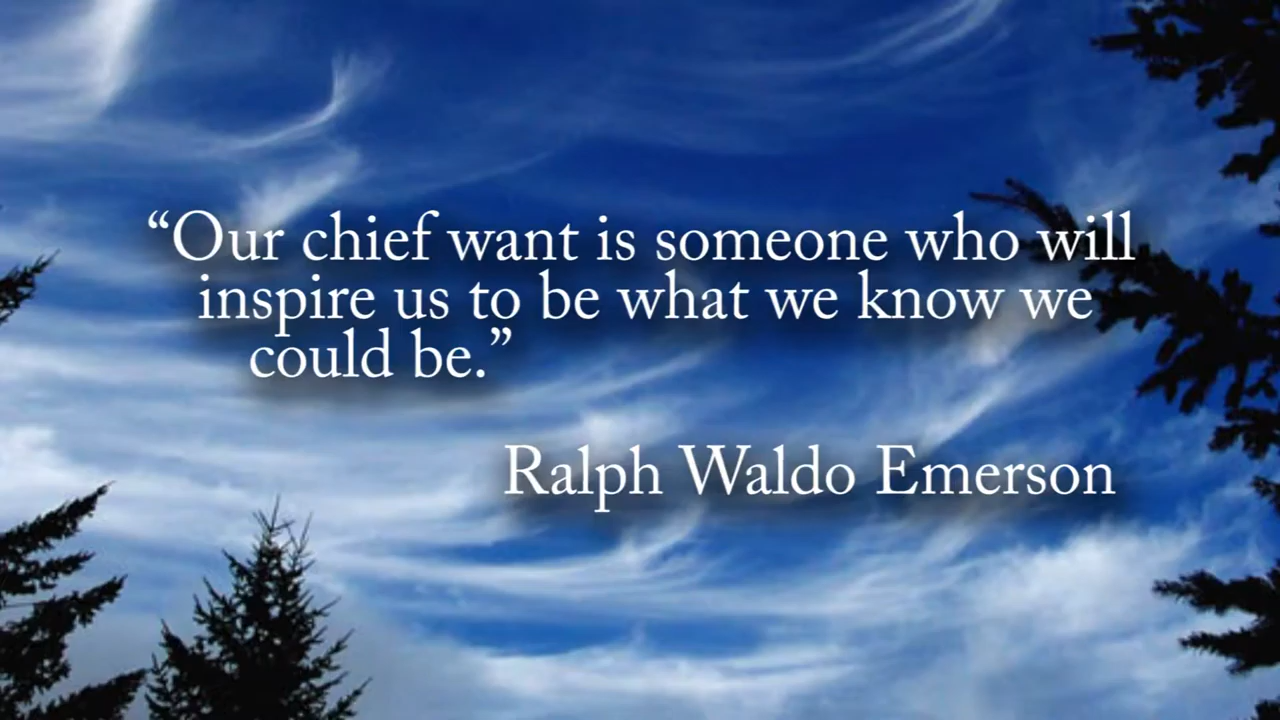 “Our chief want is someone who will
inspire us to be what we know we
could be.”
Ralph Waldo Emerson